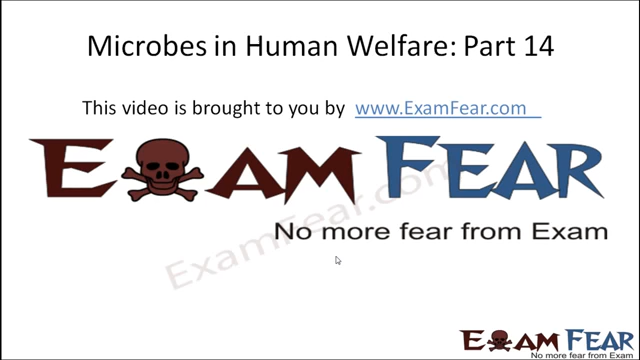 Microbes in Human Welfare: Part 14
This video is brought to you by www.ExamFear.com
EXAM FEAR
No more fear from Exam
ExamFear.com
EXAM FEAR
No more fear from Exam